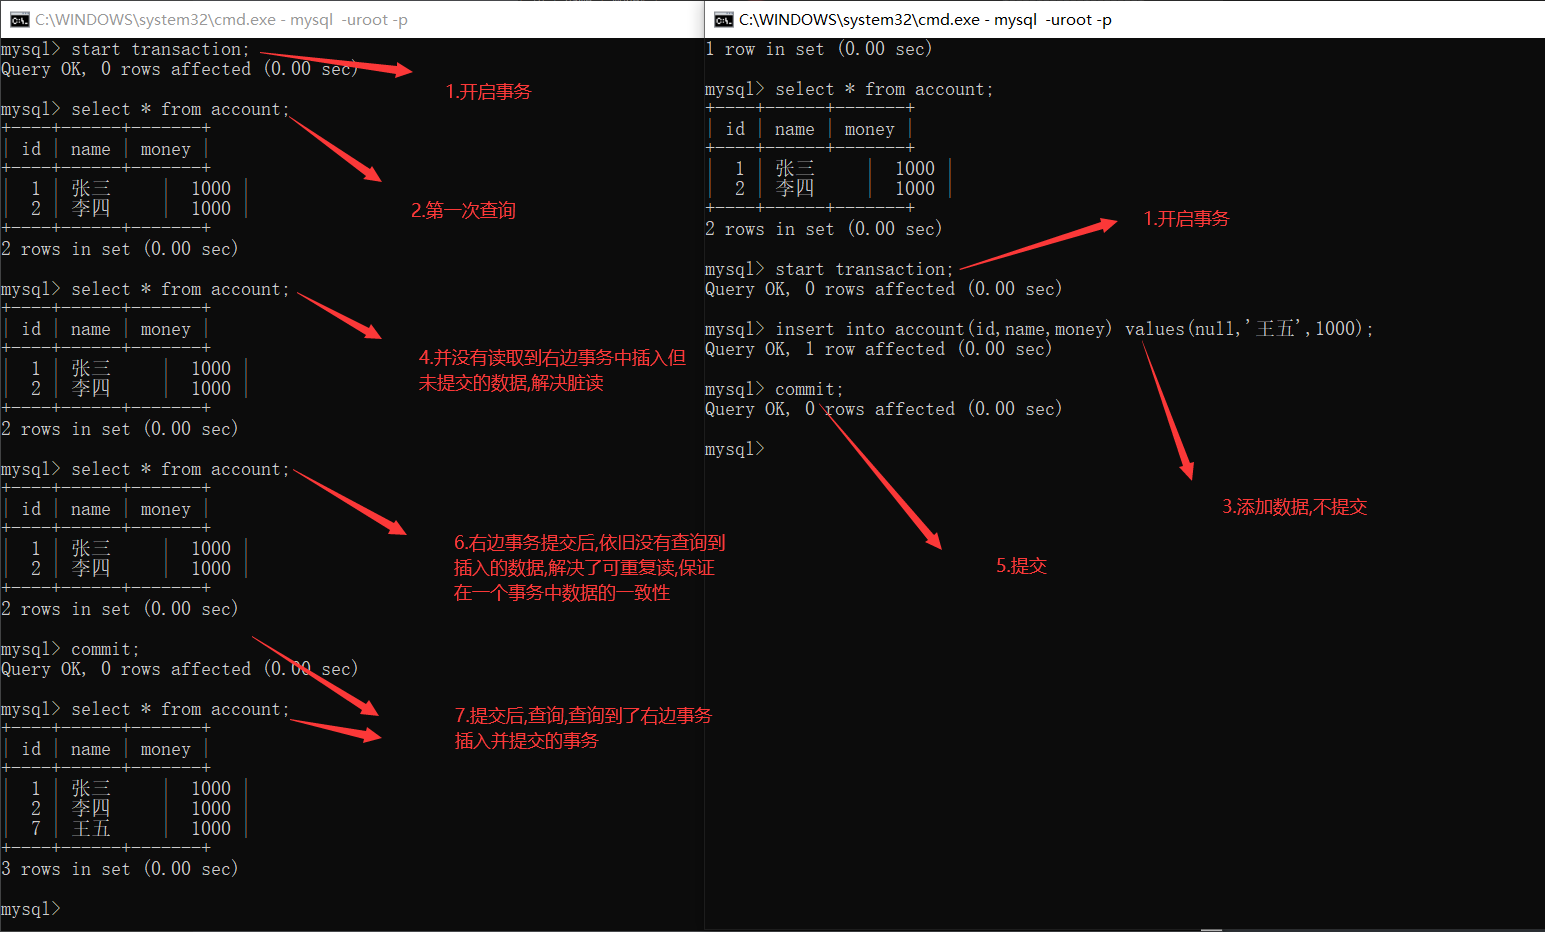 C:\WINDOWS\system32\cmd.exe - mysql  -uroot -p
mysql> start transaction;
Query OK, 0 rows affected (0.00 sec)
1.开启事务
mysql> select * from account;
+----+------+-------+
| id | name | money |
+----+------+-------+
|  1 | 张三     |  1000 |
|  2 | 李四     |  1000 |
+----+------+-------+
2 rows in set (0.00 sec)
2.第一次查询
mysql> select * from account;
+----+------+-------+
| id | name | money |
+----+------+-------+
|  1 | 张三     |  1000 |
|  2 | 李四     |  1000 |
+----+------+-------+
2 rows in set (0.00 sec)
4.并没有读取到右边事务中插入但
未提交的数据,解决脏读
mysql> select * from account;
+----+------+-------+
| id | name | money |
+----+------+-------+
|  1 | 张三     |  1000 |
|  2 | 李四     |  1000 |
+----+------+-------+
2 rows in set (0.00 sec)
6.右边事务提交后,依旧没有查询到
插入的数据,解决了可重复读,保证
在一个事务中数据的一致性
mysql> commit;
Query OK, 0 rows affected (0.00 sec)
mysql> select * from account;
+----+------+-------+
| id | name | money |
+----+------+-------+
|  1 | 张三     |  1000 |
|  2 | 李四     |  1000 |
|  7 | 王五     |  1000 |
+----+------+-------+
3 rows in set (0.00 sec)
7.提交后,查询,查询到了右边事务
插入并提交的事务
mysql>
C:\WINDOWS\system32\cmd.exe - mysql  -uroot -p
1 row in set (0.00 sec)
mysql> select * from account;
+----+------+-------+
| id | name | money |
+----+------+-------+
|  1 | 张三     |  1000 |
|  2 | 李四     |  1000 |
+----+------+-------+
2 rows in set (0.00 sec)
1.开启事务
mysql> start transaction;
Query OK, 0 rows affected (0.00 sec)
mysql> insert into account(id,name,money) values(null,'王五',1000);
Query OK, 1 row affected (0.00 sec)
mysql> commit;
Query OK, 0 rows affected (0.00 sec)
mysql>
3.添加数据,不提交
5.提交